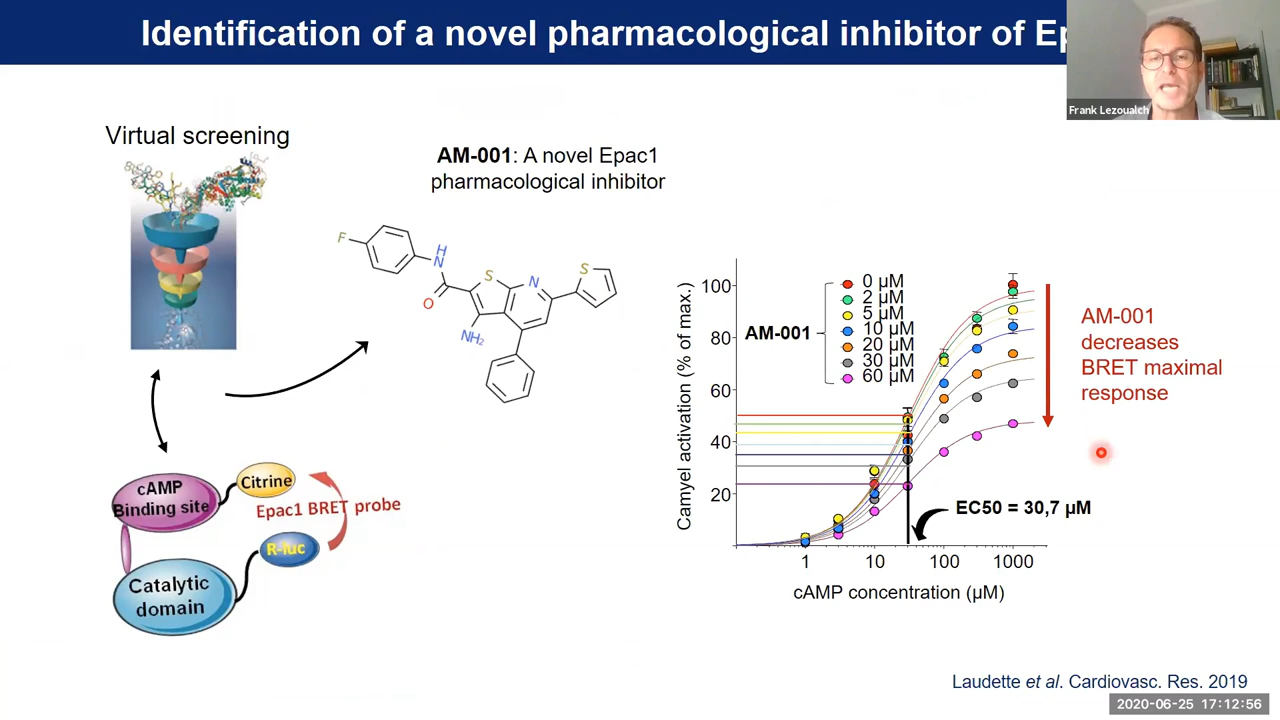 Identification of a novel pharmacological inhibitor of
Frank Lezoualch
Virtual screening
AM-001: A novel Epac1
pharmacological inhibitor
F
H
N
O
S
NH2
N
S
cAMP
Binding site
Citrine
Epac1 BRET probe
R-luc
Catalytic
domain
Camyel activation (% of max.)
100
80
60
40
20
AM-001
0 µM
2 µM
5 µM
10 µM
20 µM
30 µM
60 µM
EC50 = 30,7 µM
1
10
100
1000
cAMP concentration (µM)
AM-001
decreases
BRET maximal
response
Laudette et al. Cardiovasc. Res. 2019
2020-06-25 17:12:56